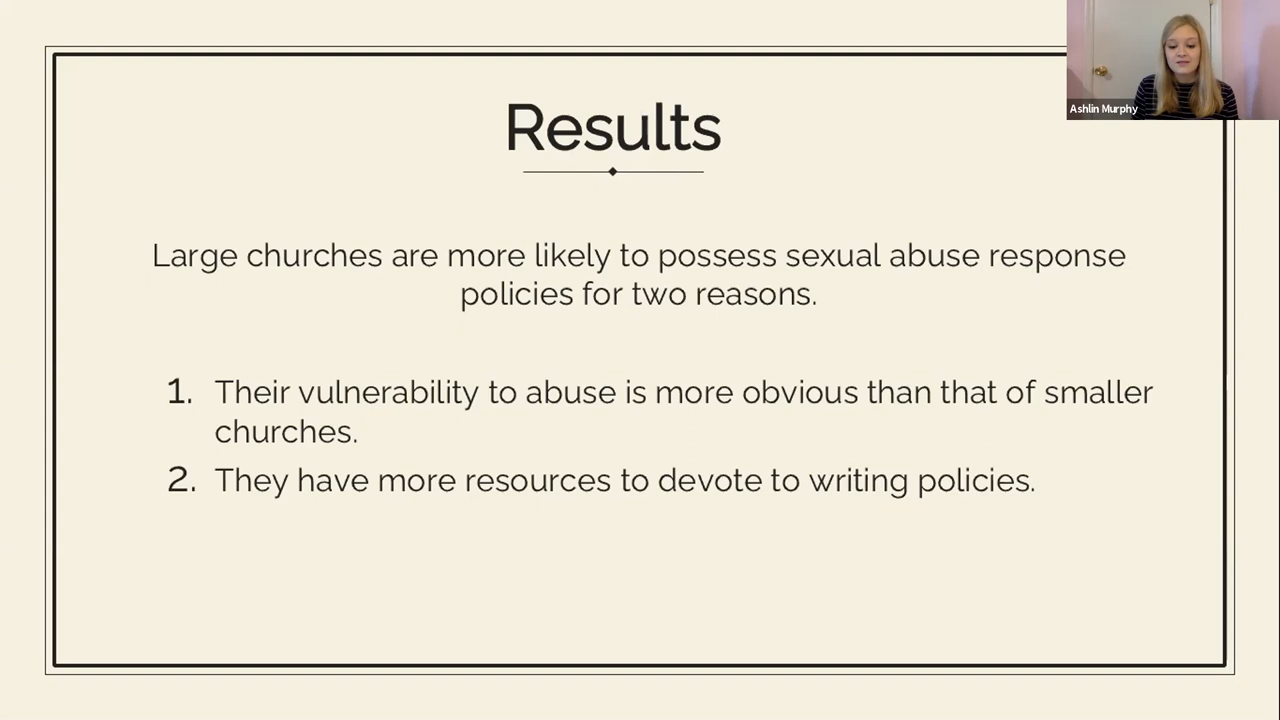 Ashlin Murphy
Results
Large churches are more likely to possess sexual abuse response
policies for two reasons.
1. Their vulnerability to abuse is more obvious than that of smaller
churches.
2. They have more resources to devote to writing policies.